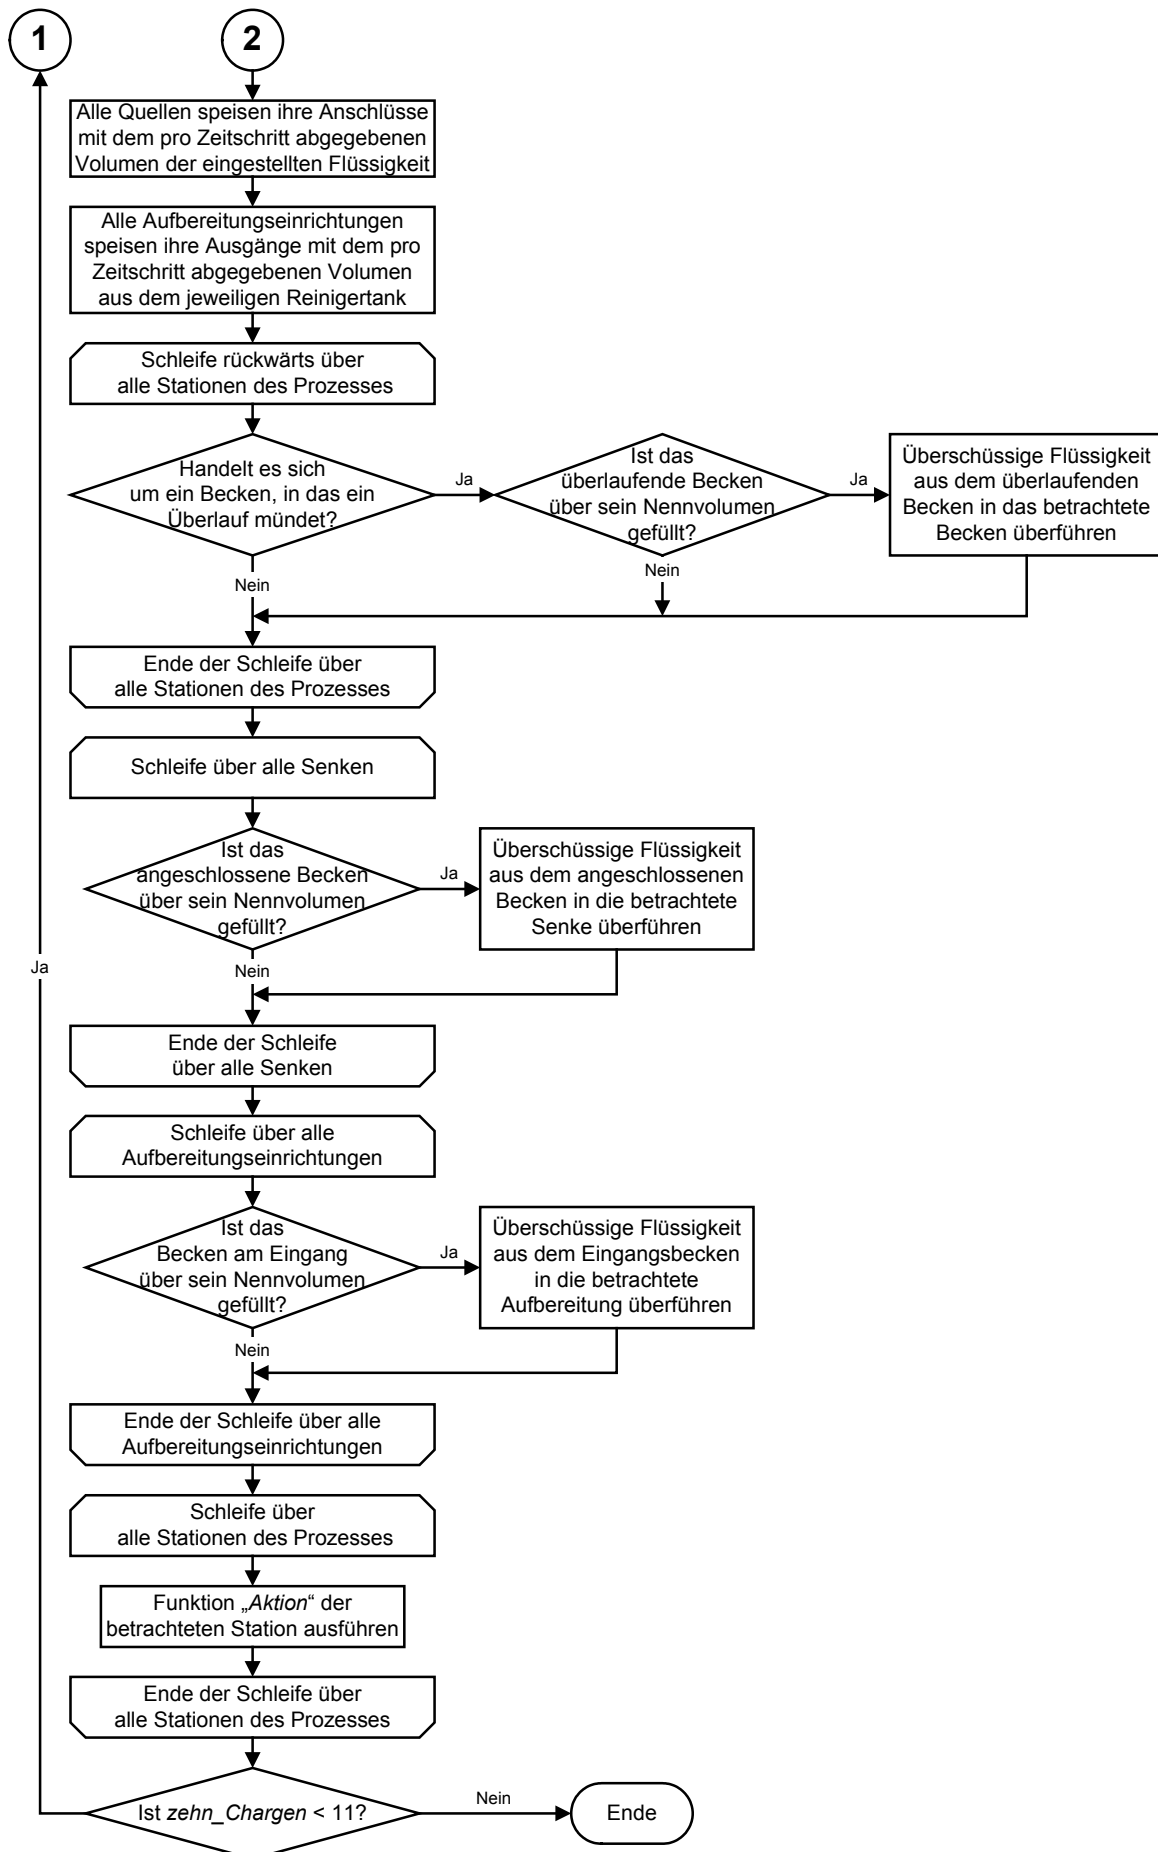 1
2
Alle Quellen speisen ihre Anschlüsse
mit dem pro Zeitschritt abgegebenen
Volumen der eingestellten Flüssigkeit
Alle Aufbereitungseinrichtungen
speisen ihre Ausgänge mit dem pro
Zeitschritt abgegebenen Volumen
aus dem jeweiligen Reinigertank
Schleife rückwärts über
alle Stationen des Prozesses
Handelt es sich
um ein Becken, in das ein
Überlauf mündet?
Ja
Ist das
überlaufende Becken
über sein Nennvolumen
gefüllt?
Ja
Überschüssige Flüssigkeit
aus dem überlaufenden
Becken in das betrachtete
Becken überführen
Nein
Nein
Ende der Schleife über
alle Stationen des Prozesses
Schleife über alle Senken
Ist das
angeschlossene Becken
über sein Nennvolumen
gefüllt?
Ja
Überschüssige Flüssigkeit
aus dem angeschlossenen
Becken in die betrachtete
Senke überführen
Nein
Ja
Ende der Schleife
über alle Senken
Schleife über alle
Aufbereitungseinrichtungen
Ist das
Becken am Eingang
über sein Nennvolumen
gefüllt?
Ja
Überschüssige Flüssigkeit
aus dem Eingangsbecken
in die betrachtete
Aufbereitung überführen
Nein
Ende der Schleife über alle
Aufbereitungseinrichtungen
Schleife über
alle Stationen des Prozesses
Funktion „Aktion“ der
betrachteten Station ausführen
Ende der Schleife über
alle Stationen des Prozesses
Ist zehn_Chargen < 11?
Nein
Ende